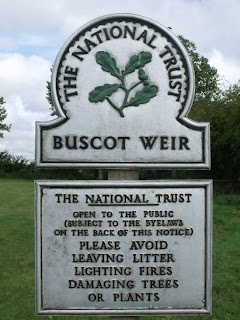 THE NATIONAL TRUST
BUSCOT WEIR
THE NATIONAL TRUST
OPEN TO THE PUBLIC
(SUBJECT TO THE BYELAWS
ON THE BACK OF THIS NOTICE)
PLEASE AVOID
LEAVING LITTER
LIGHTING FIRES
DAMAGING TREES
OR PLANTS